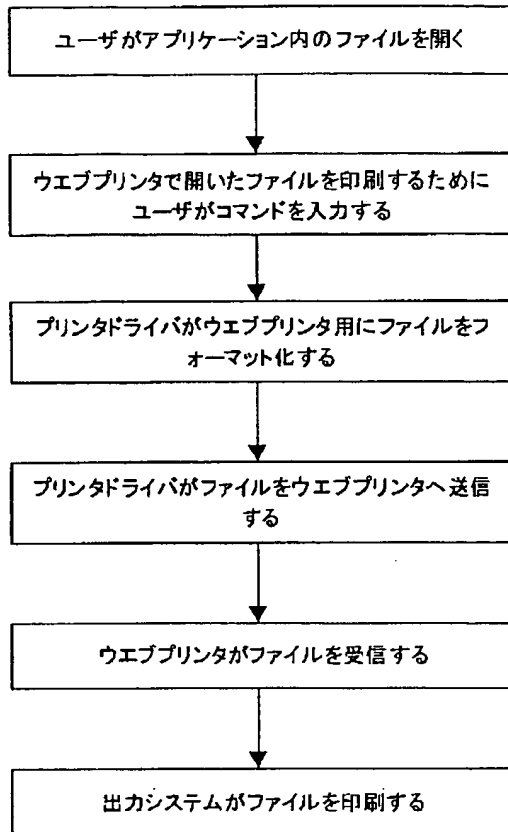 ユーザがアプリケーション内のファイルを開く
ウエブプリンタで開いたファイルを印刷するために
ユーザがコマンドを入力する
プリンタドライバがウエブプリンタ用にファイルをフ
ォーマット化する
プリンタドライバがファイルをウエブプリンタへ送信
する
ウエブプリンタがファイルを受信する
出力システムがファイルを印刷する